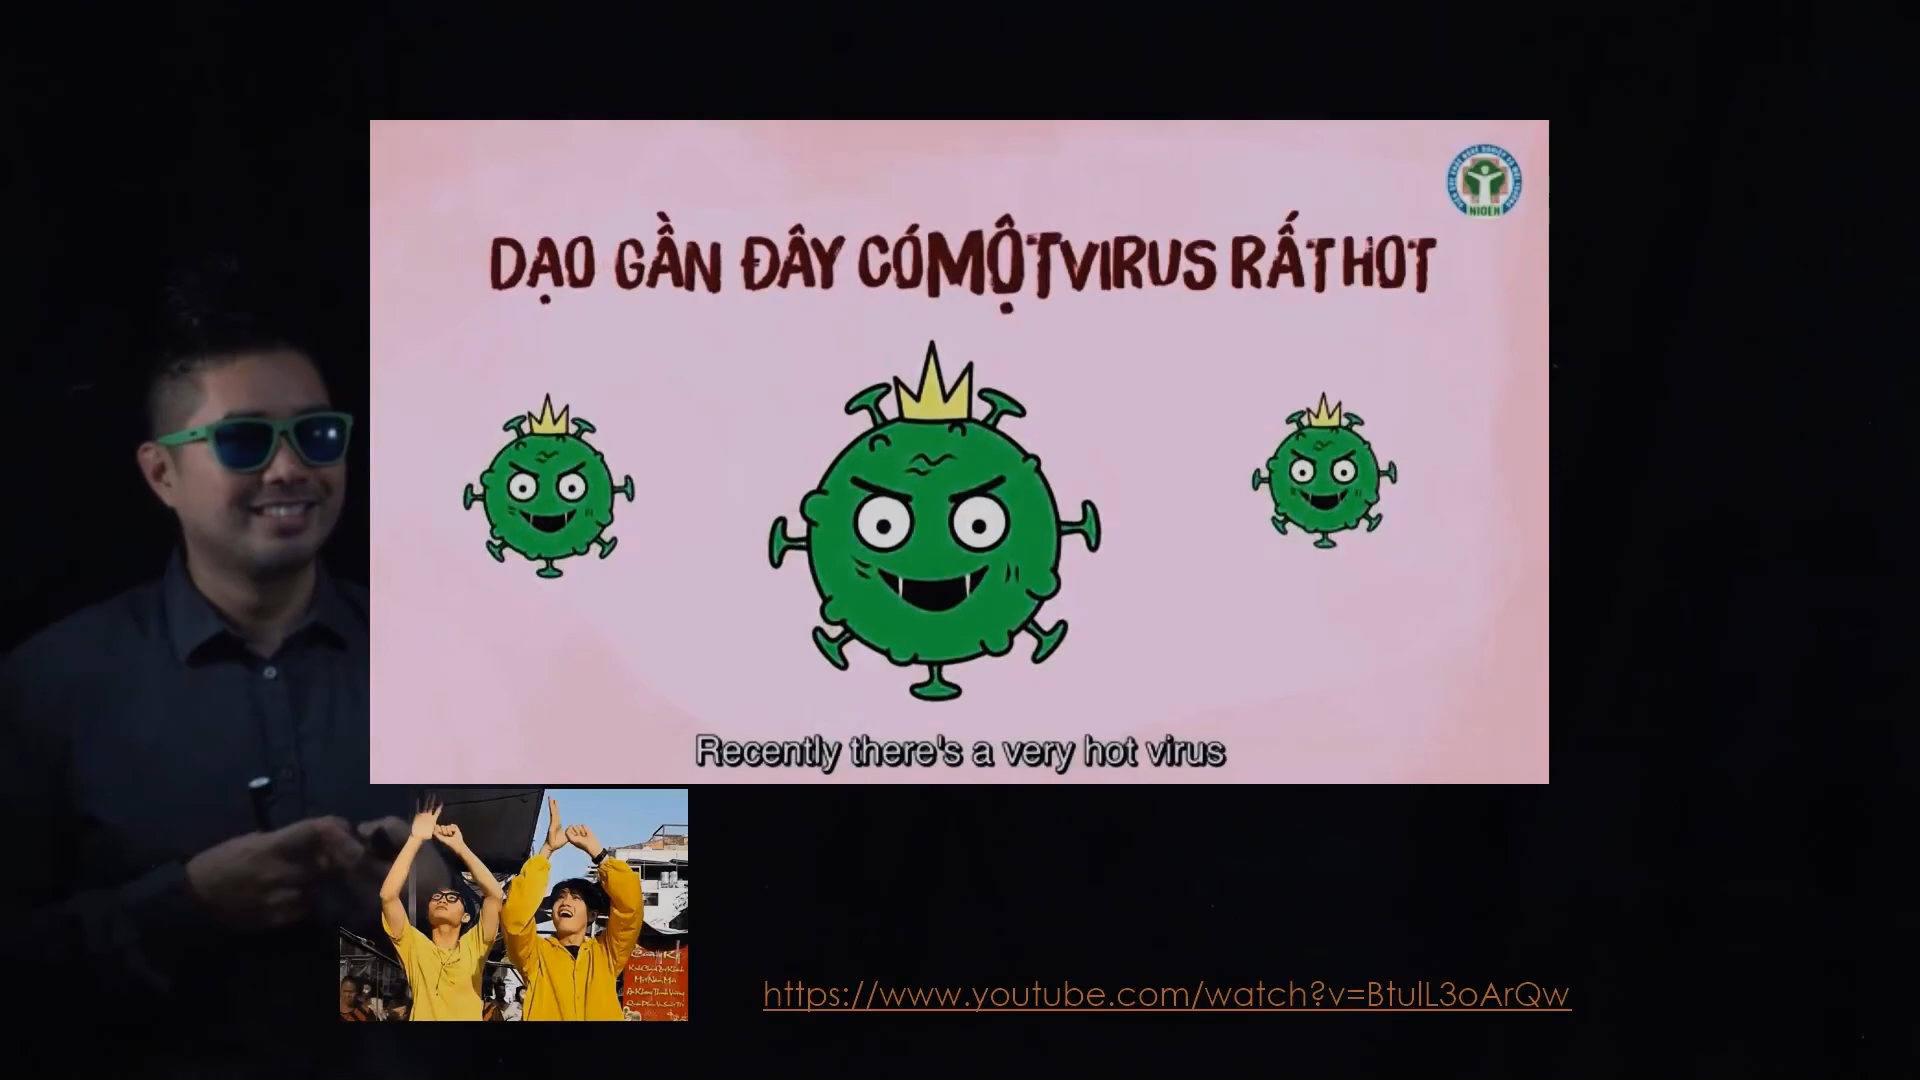 DẠO GẦN ĐÂY CÓ MỘT VIRUS RẤT HOT
NIOEH
Recently there's a very hot virus
https://www.youtube.com/watch?v=BtulL3oArQw